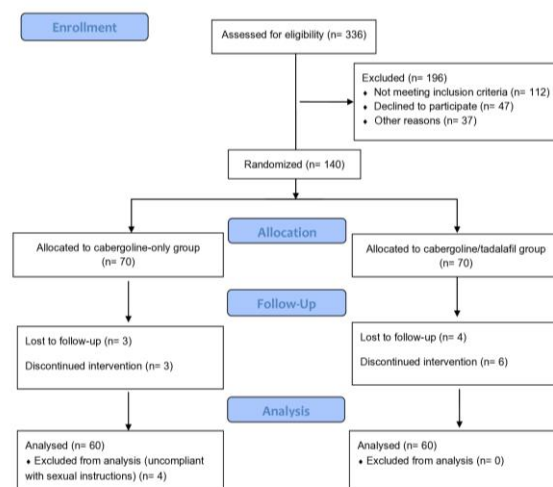 Enrollment
Assessed for eligibility (n= 336)
Excluded (n= 196)
• Not meeting inclusion criteria (n= 112)
• Declined to participate (n= 47)
• Other reasons (n= 37)
Randomized (n= 140)
Allocation
Allocated to cabergoline-only group
(n= 70)
Allocated to cabergoline/tadalafil group
(n= 70)
Follow-Up
Lost to follow-up (n= 3)
Discontinued intervention (n= 3)
Lost to follow-up (n= 4)
Discontinued intervention (n= 6)
Analysis
Analysed (n= 60)
• Excluded from analysis (uncompliant
with sexual instructions) (n= 4)
Analysed (n= 60)
• Excluded from analysis (n= 0)